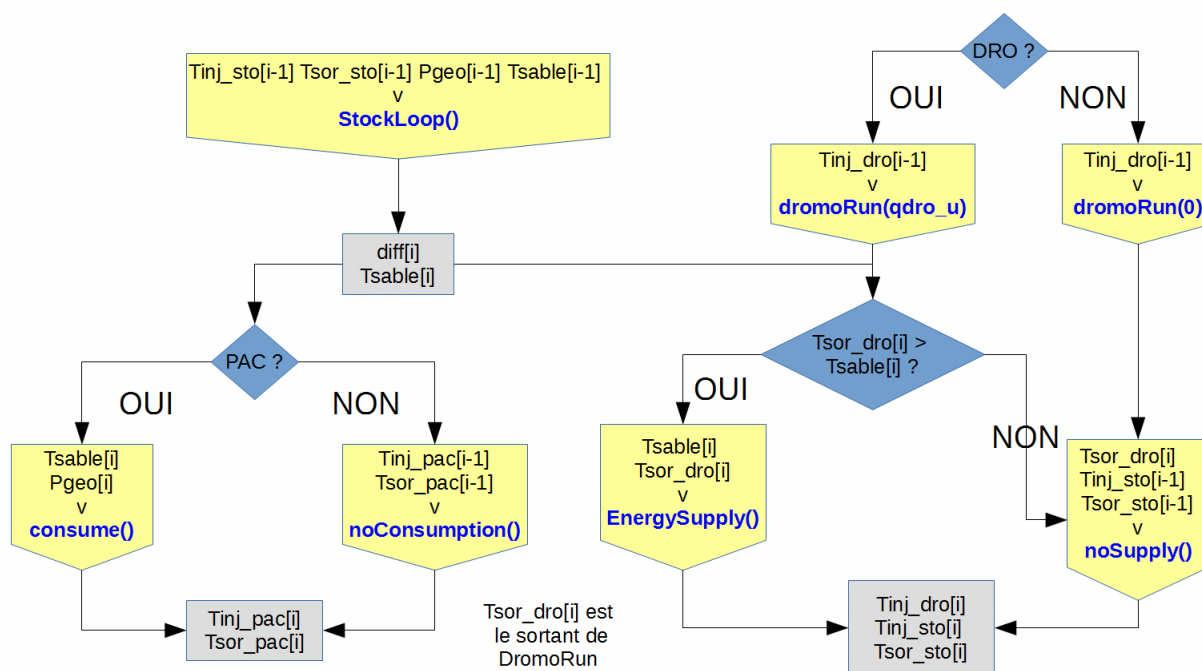 DRO ?
Tinj_sto[i-1] Tsor_sto[i-1] Pgeo[i-1] Tsable[i-1]
v
StockLoop()
OUI
NON
Tinj_dro[i-1]
v
dromoRun(qdro_u)
Tinj_dro[i-1]
v
dromoRun(0)
diff[i]
Tsable[i]
PAC ?
OUI
NON
Tsor_dro[i] >
Tsable[i] ?
OUI
NON
Tsable[i]
Pgeo[i]
v
consume()
Tinj_pac[i-1]
Tsor_pac[i-1]
v
noConsumption()
Tsable[i]
Tsor_dro[i]
v
EnergySupply()
Tsor_dro[i]
Tinj_sto[i-1]
Tsor_sto[i-1]
v
noSupply()
Tinj_pac[i]
Tsor_pac[i]
Tsor_dro[i] est
le sortant de
DromoRun
Tinj_dro[i]
Tinj_sto[i]
Tsor_sto[i]